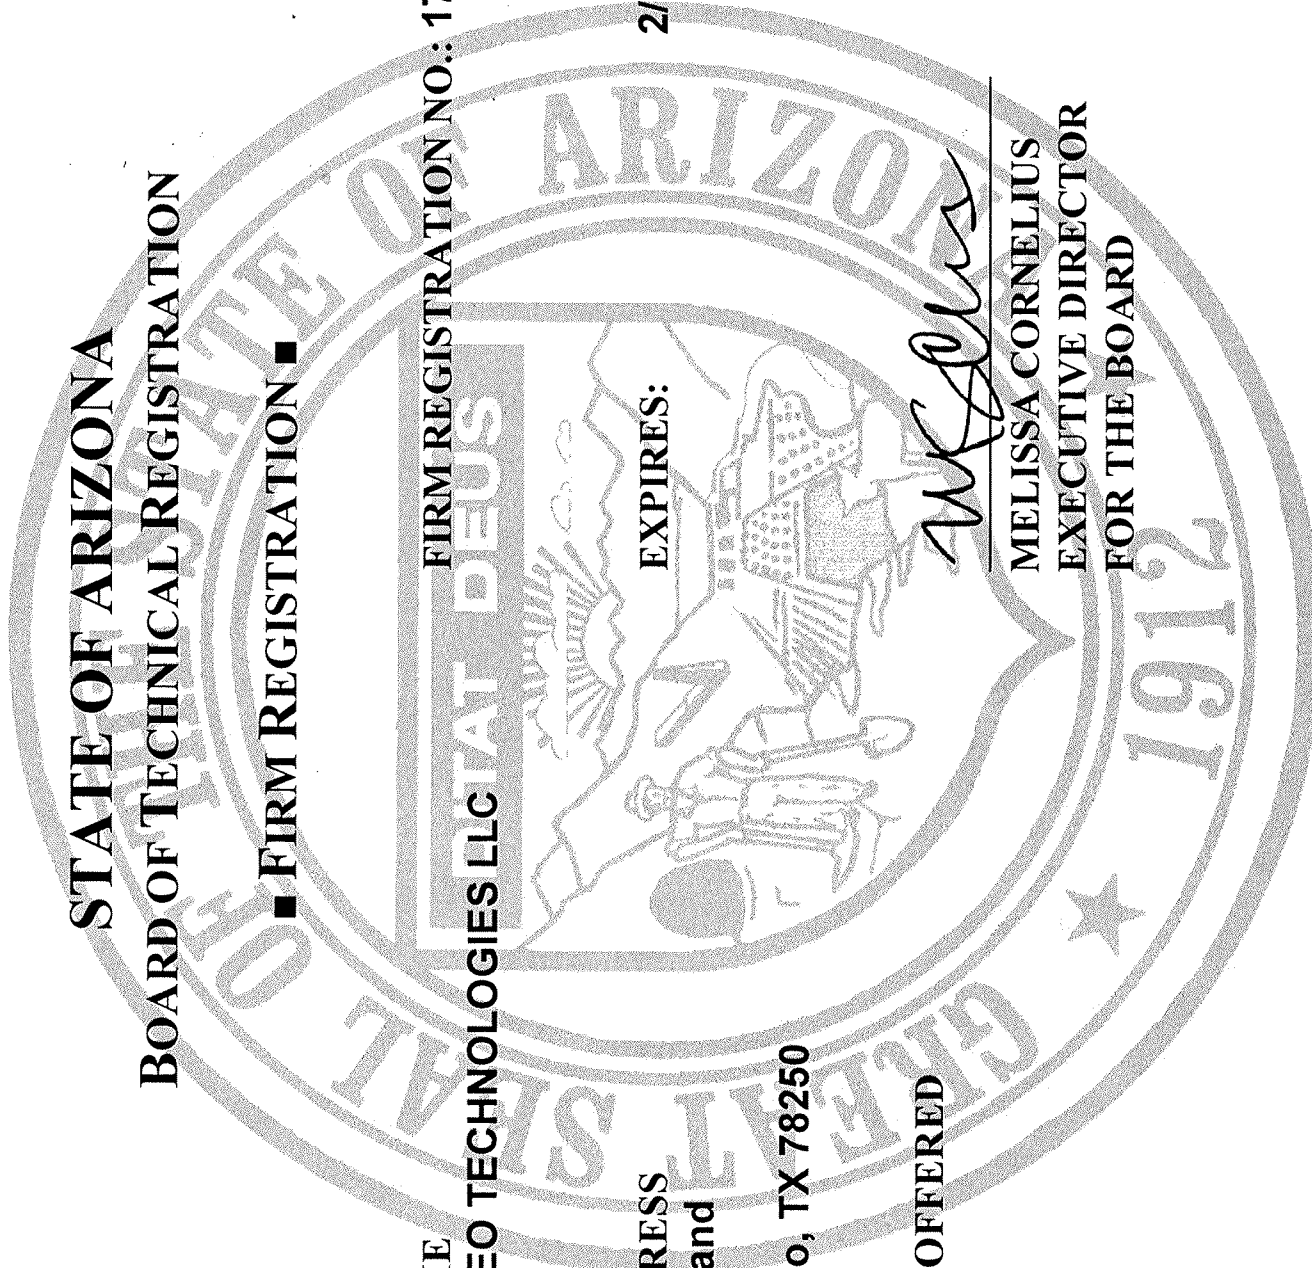 STATE OF ARIZONA
BOARD OF TECHNICAL REGISTRATION
■ FIRM REGISTRATION ■
FIRM REGISTRATION NO.: 17
EO TECHNOLOGIES LLC
EXPIRES: 2/
RESS
and
o, TX 78250
OFFERED
MELISSA CORNELIUS
EXECUTIVE DIRECTOR
FOR THE BOARD
GREAT SEAL OF THE STATE OF ARIZONA
DITAT DEUS
1912